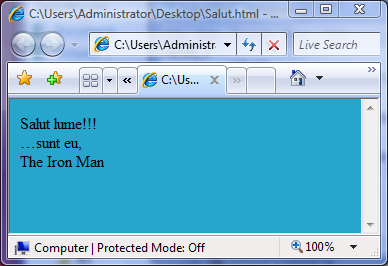 C:\Users\Administrator\Desktop\Salut.html - ...
C:\Users\Administra
Live Search
C:\Us...
Salut lume!!!
…sunt eu,
The Iron Man
Computer | Protected Mode: Off
100%